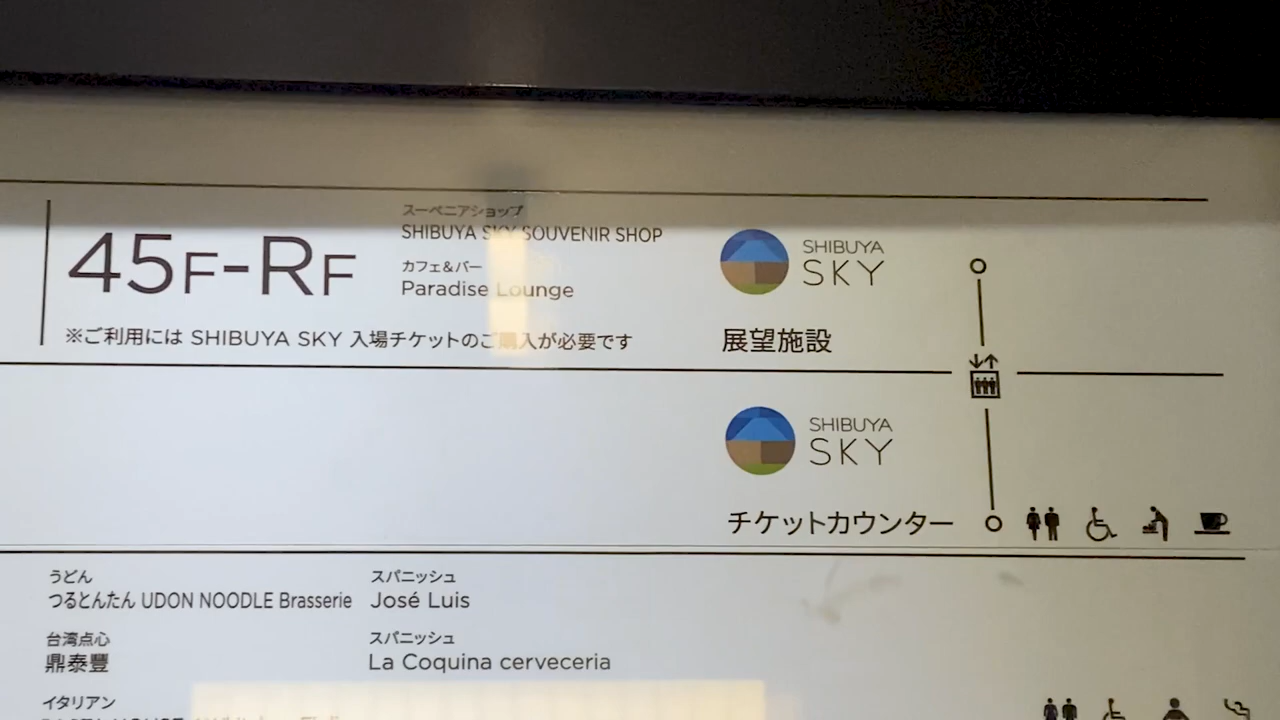 スーベニアショップ
SHIBUYA SKY SOUVENIR SHOP
45F-RF
カフェ&バー
Paradise Lounge
※ご利用には SHIBUYA SKY 入場チケットのご購入が必要です
SHIBUYA
SKY
展望施設
SHIBUYA
SKY
チケットカウンター
うどん
つるとんたん UDON NOODLE Brasserie
スパニッシュ
José Luis
台湾点心
鼎泰豐
スパニッシュ
La Coquina cerveceria
イタリアン